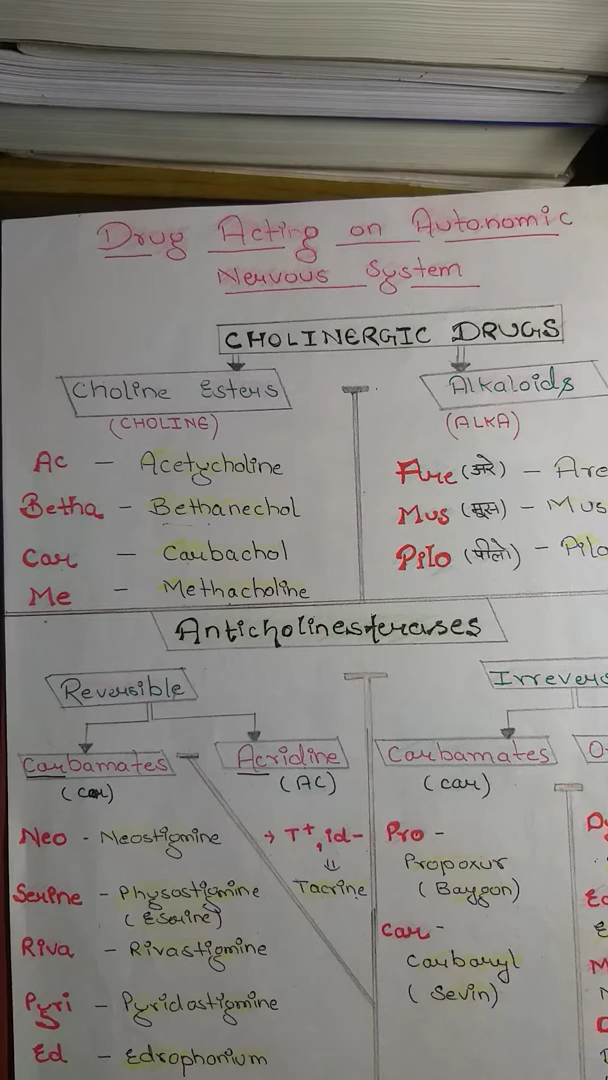 Drug Acting on Autonomic
Nervous System
CHOLINERGIC DRUGS
Choline Esters
(CHOLINE)
Ac - Acetycholine
Betha - Bethanechol
Car - Carbachol
Me - Methacholine
Alkaloids
(ALKA)
Are (अरे) - Are
Mus (मूस) - Mus
Pilo (पीलो) - Pilo
Anticholinesterases
Reversible
Carbamates
(Car)
Neo - Neostigmine
Serine - Physostigmine
(Eserine)
Riva - Rivastigmine
Pyri - Pyridostigmine
Ed - Edrophonium
Acridine
(AC)
→ T+, id-
⇓
Tacrine
Irrevers
Carbamates
(car)
Pro -
Propoxur
(Baygon)
Car -
Carbaryl
(Sevin)